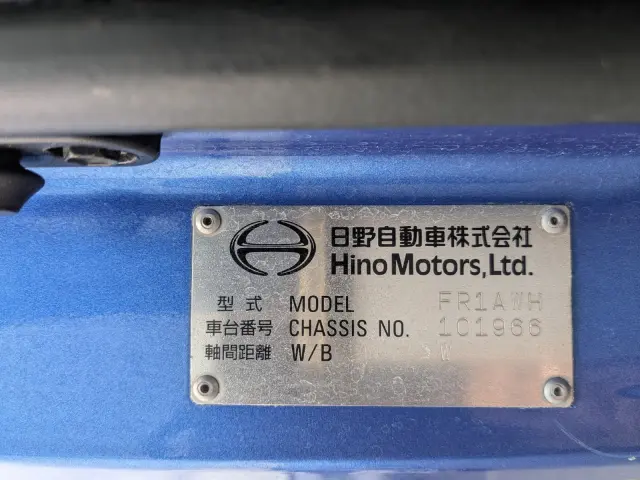 日野自動車株式会社
Hino Motors, Ltd.
型式 MODEL FR1AWH
車台番号 CHASSIS NO. 101966
軸間距離 W/B W